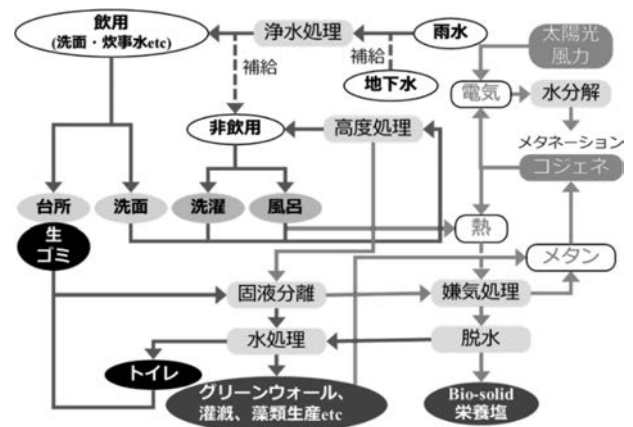 飲用
(洗面・炊事水etc)
浄水処理
雨水
太陽光
風力
補給
補給
地下水
電気
水分解
非飲用
高度処理
メタネーション
コジェネ
台所
洗面
洗濯
風呂
熱
生
ゴミ
メタン
固液分離
嫌気処理
水処理
脱水
トイレ
グリーンウォール、
灌漑、藻類生産etc
Bio-solid
栄養塩